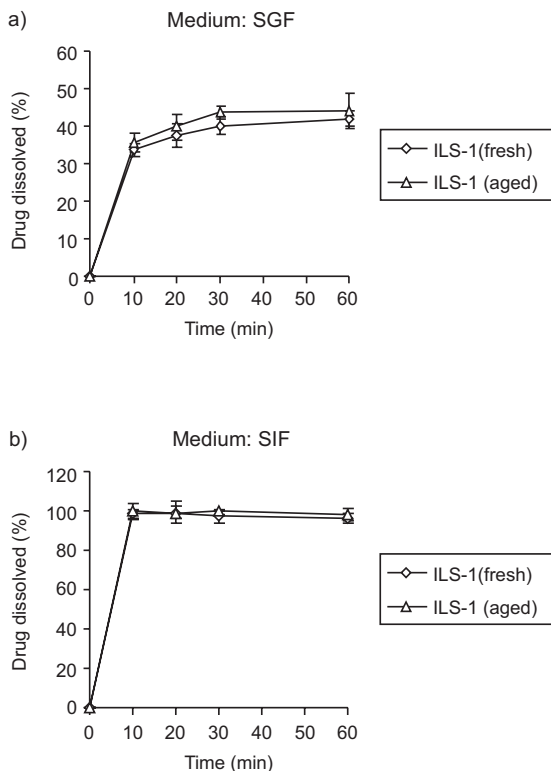 a)
Medium: SGF
Drug dissolved (%)
60
50
40
30
20
10
0
0 10 20 30 40 50 60
Time (min)
ILS-1(fresh)
ILS-1 (aged)
b)
Medium: SIF
Drug dissolved (%)
120
100
80
60
40
20
0
0 10 20 30 40 50 60
Time (min)
ILS-1(fresh)
ILS-1 (aged)